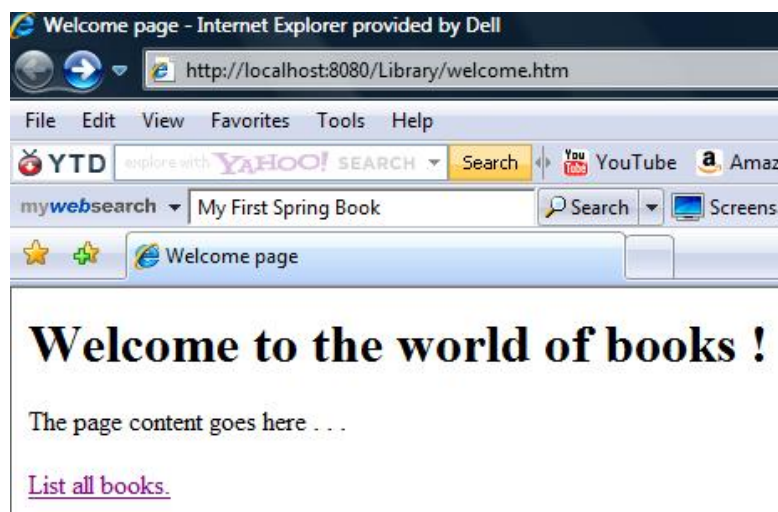 Welcome page - Internet Explorer provided by Dell
http://localhost:8080/Library/welcome.htm
File Edit View Favorites Tools Help
YTD explore with YAHOO! SEARCH Search You Tube YouTube a Amaz
mywebsearch My First Spring Book Search Screens
Welcome page
Welcome to the world of books !
The page content goes here . . .
List all books.